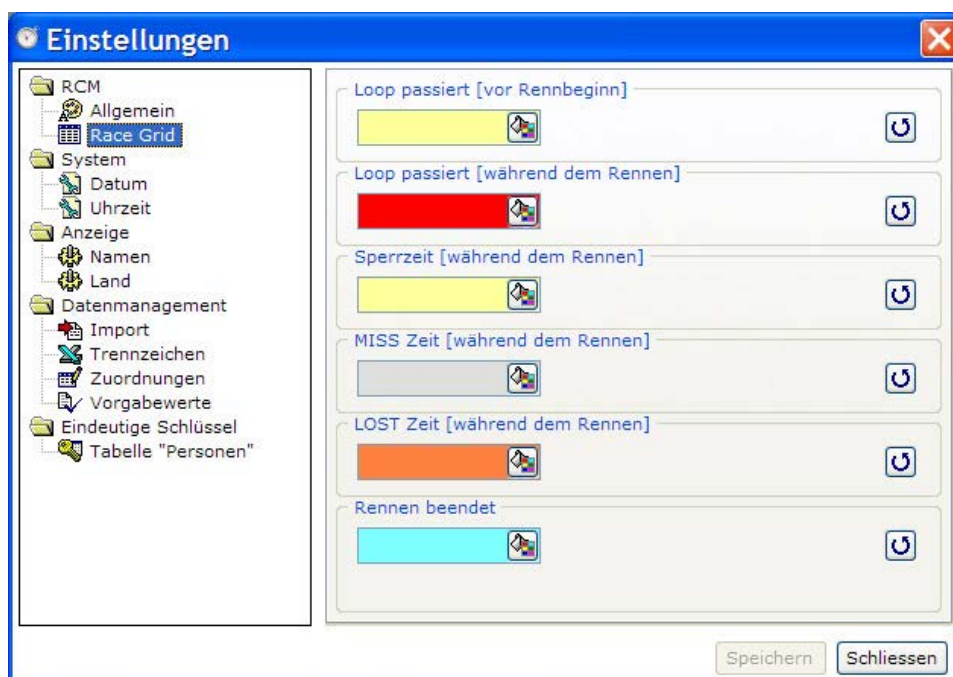 Einstellungen
RCM
Allgemein
Race Grid
System
Datum
Uhrzeit
Anzeige
Namen
Land
Datenmanagement
Import
Trennzeichen
Zuordnungen
Vorgabewerte
Eindeutige Schlüssel
Tabelle "Personen"
Loop passiert [vor Rennbeginn]
Loop passiert [während dem Rennen]
Sperrzeit [während dem Rennen]
MISS Zeit [während dem Rennen]
LOST Zeit [während dem Rennen]
Rennen beendet
Speichern
Schliessen